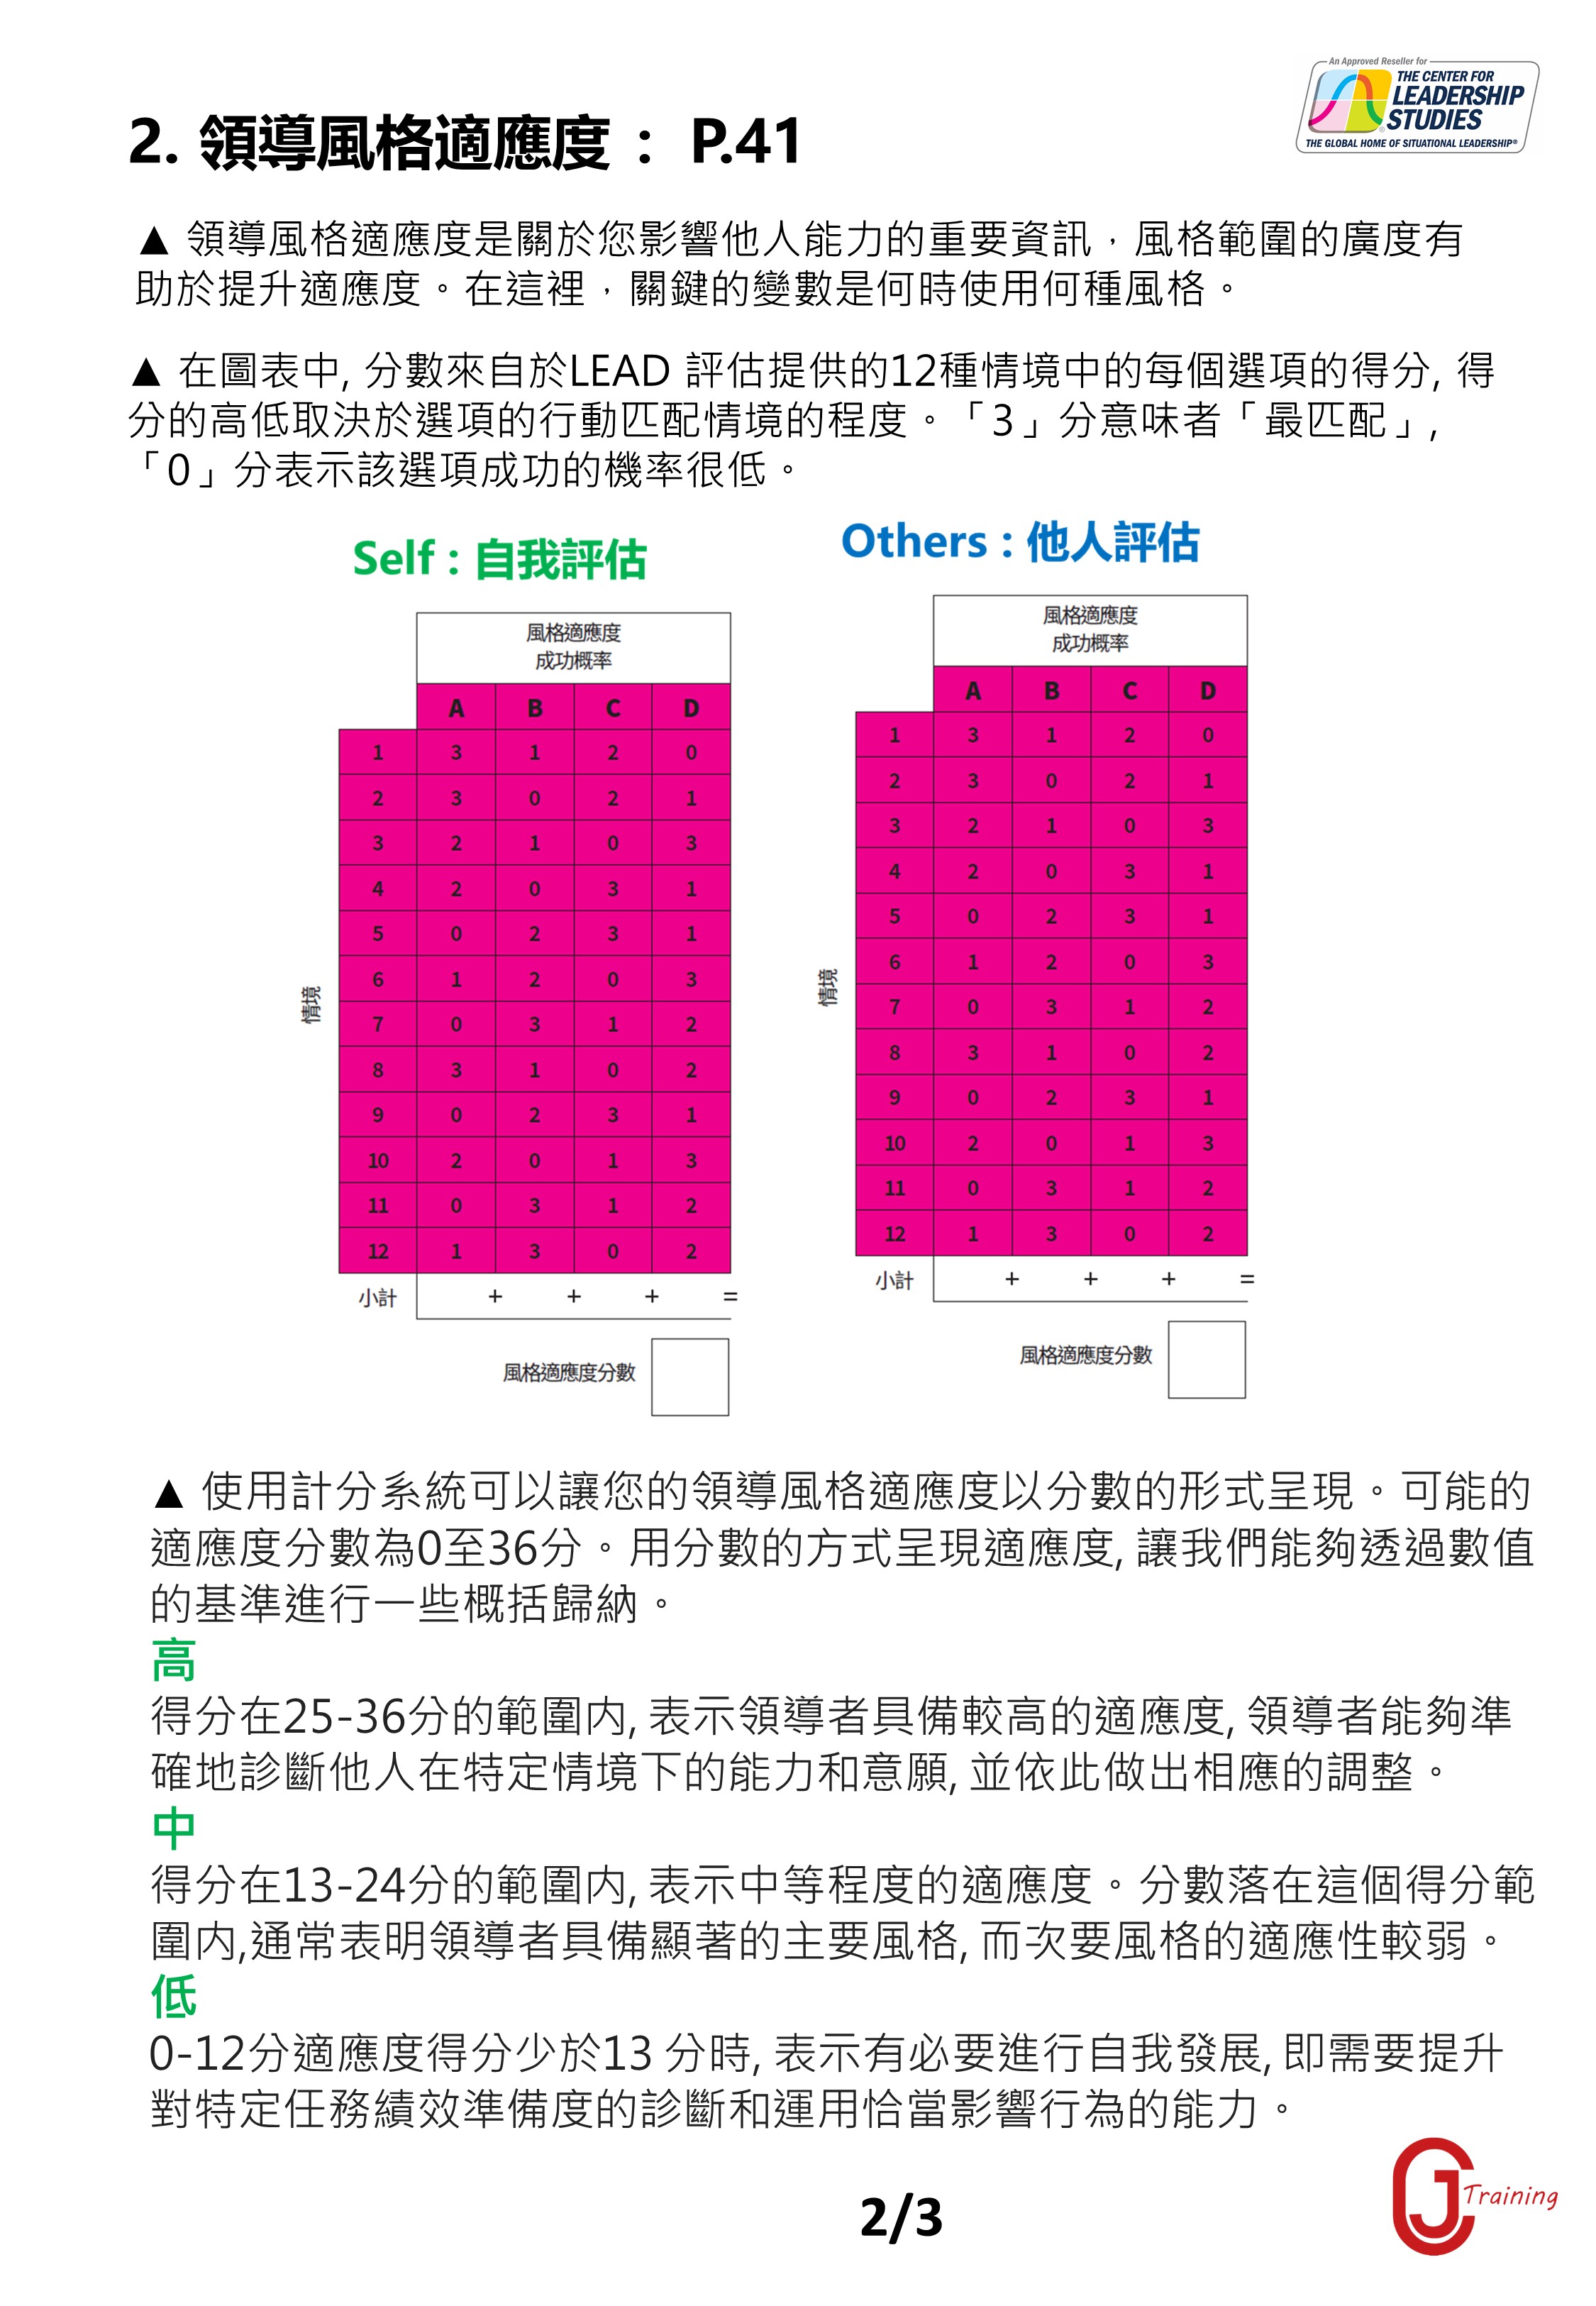 An Approved Reseller for
THE CENTER FOR
LEADERSHIP
STUDIES
THE GLOBAL HOME OF SITUATIONAL LEADERSHIP®
2. 領導風格適應度 : P.41
▲ 領導風格適應度是關於您影響他人能力的重要資訊，風格範圍的廣度有
助於提升適應度。在這裡，關鍵的變數是何時使用何種風格。
▲ 在圖表中, 分數來自於LEAD 評估提供的12種情境中的每個選項的得分, 得
分的高低取決於選項的行動匹配情境的程度。「3」分意味者「最匹配」,
「0」分表示該選項成功的機率很低。
Self : 自我評估
風格適應度
成功概率
A B C D
1 3 1 2 0
2 3 0 2 1
3 2 1 0 3
4 2 0 3 1
5 0 2 3 1
6 1 2 0 3
情境
7 0 3 1 2
8 3 1 0 2
9 0 2 3 1
10 2 0 1 3
11 0 3 1 2
12 1 3 0 2
小計 + + + =
風格適應度分數
Others : 他人評估
風格適應度
成功概率
A B C D
1 3 1 2 0
2 3 0 2 1
3 2 1 0 3
4 2 0 3 1
5 0 2 3 1
6 1 2 0 3
情境
7 0 3 1 2
8 3 1 0 2
9 0 2 3 1
10 2 0 1 3
11 0 3 1 2
12 1 3 0 2
小計 + + + =
風格適應度分數
▲ 使用計分系統可以讓您的領導風格適應度以分數的形式呈現。可能的
適應度分數為0至36分。用分數的方式呈現適應度, 讓我們能夠透過數值
的基準進行一些概括歸納。
高
得分在25-36分的範圍內, 表示領導者具備較高的適應度, 領導者能夠準
確地診斷他人在特定情境下的能力和意願, 並依此做出相應的調整。
中
得分在13-24分的範圍內, 表示中等程度的適應度。分數落在這個得分範
圍內,通常表明領導者具備顯著的主要風格, 而次要風格的適應性較弱。
低
0-12分適應度得分少於13 分時, 表示有必要進行自我發展, 即需要提升
對特定任務績效準備度的診斷和運用恰當影響行為的能力。
2/3
CJ Training